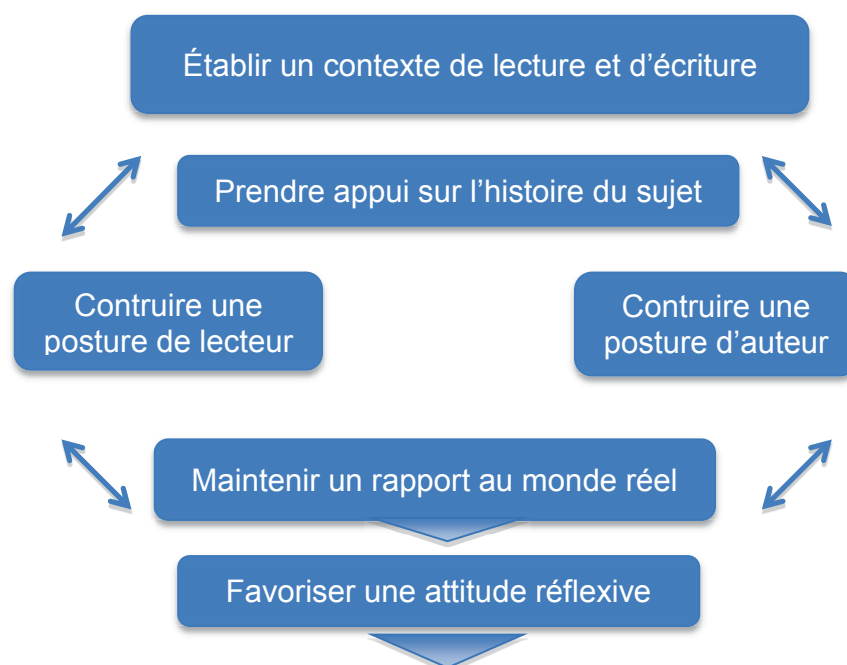 Établir un contexte de lecture et d’écriture
Prendre appui sur l’histoire du sujet
Contruire une
posture de lecteur
Contruire une
posture d’auteur
Maintenir un rapport au monde réel
Favoriser une attitude réflexive